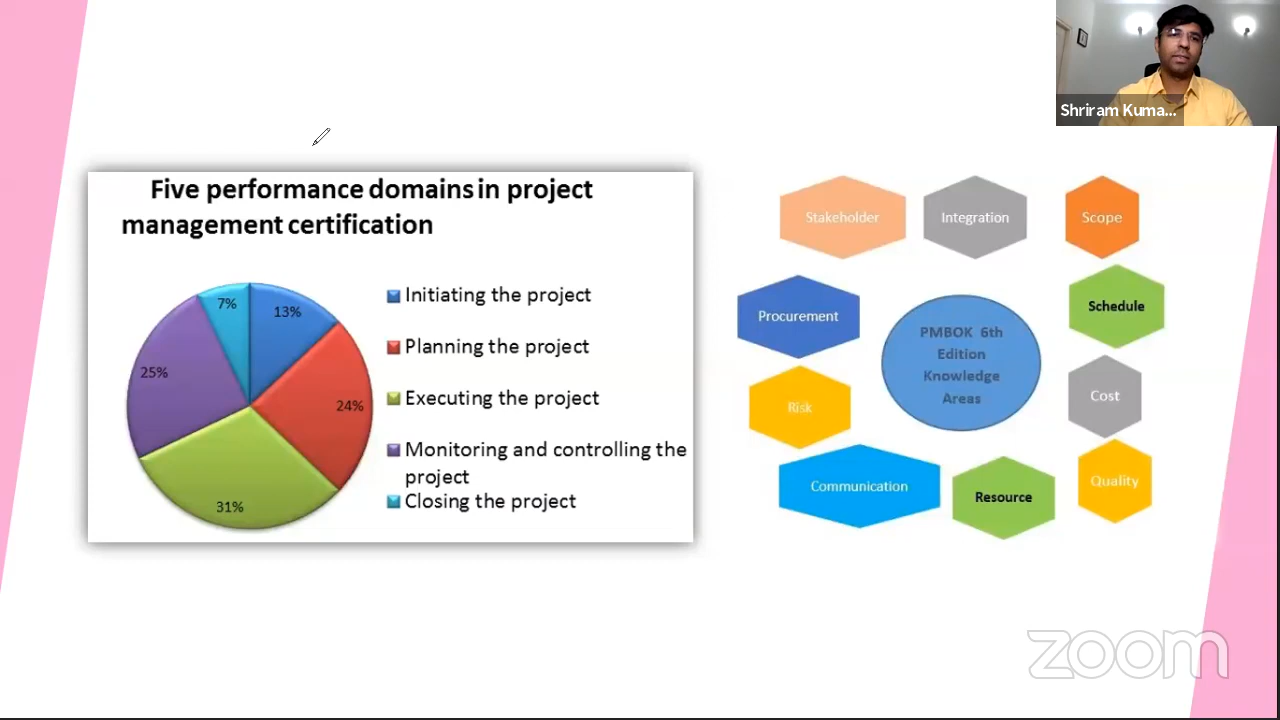 Shriram Kuma...
Five performance domains in project
management certification
7%
13%
25%
24%
31%
Initiating the project
Planning the project
Executing the project
Monitoring and controlling the
project
Closing the project
Stakeholder
Integration
Scope
Procurement
Schedule
PMBOK 6th
Edition
Knowledge
Areas
Risk
Cost
Communication
Resource
Quality
zoom